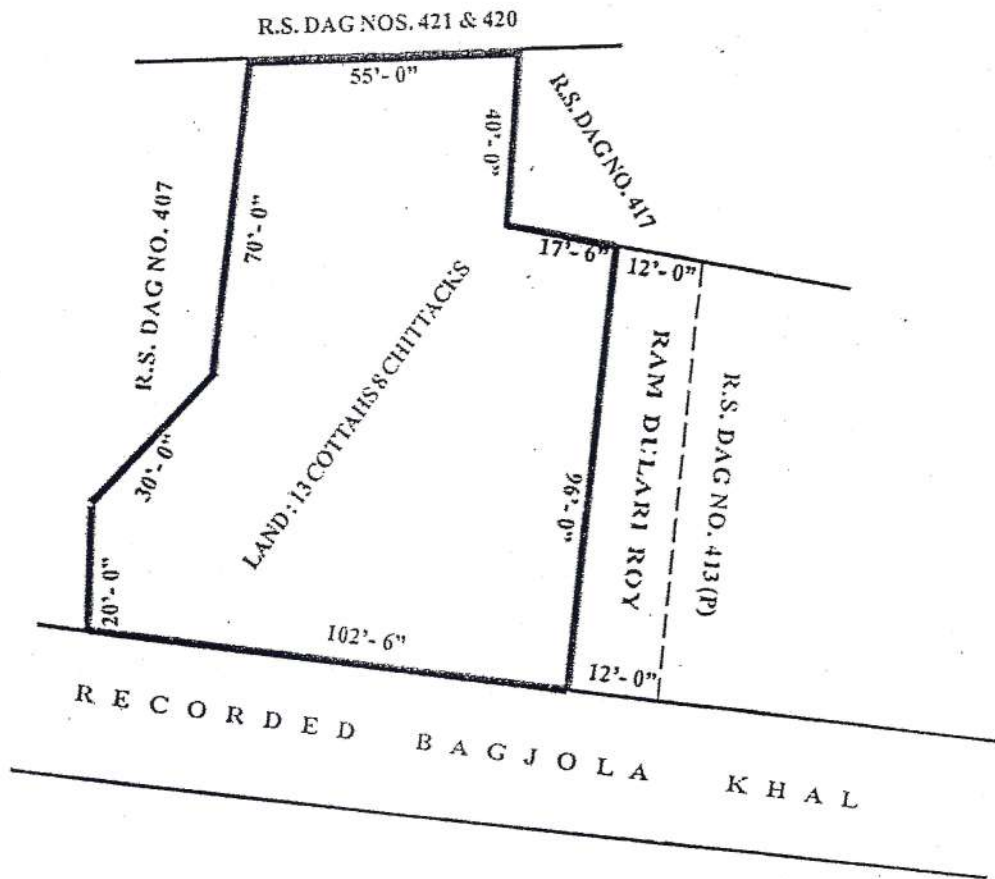 R.S. DAG NOS. 421 & 420
55'- 0"
40'- 0"
R.S. DAG NO. 417
R.S. DAG NO. 407
70'- 0"
17'- 6"
12'- 0"
LAND : 13 COTTAHS 8 CHITTACKS
RAM DULARI ROY
R.S. DAG NO. 413 (P)
30'- 0"
96'- 0"
20'- 0"
102'- 6"
12'- 0"
RECORDED BAGJOLA KHAL